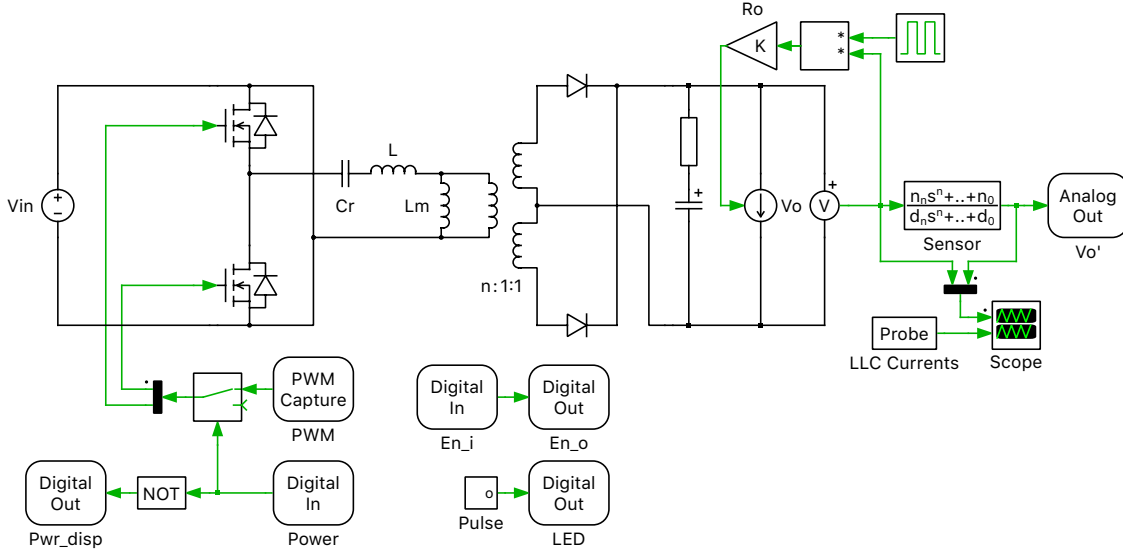 Ro
K
*
*
Vin
L
Cr
Lm
n:1:1
+
Vo
+
V
nₙsⁿ+..+n₀
dₙsⁿ+..+d₀
Sensor
Analog
Out
Vo'
Probe
LLC Currents
Scope
PWM
Capture
PWM
Digital
In
En_i
Digital
Out
En_o
Digital
Out
Pwr_disp
NOT
Digital
In
Power
o
Pulse
Digital
Out
LED